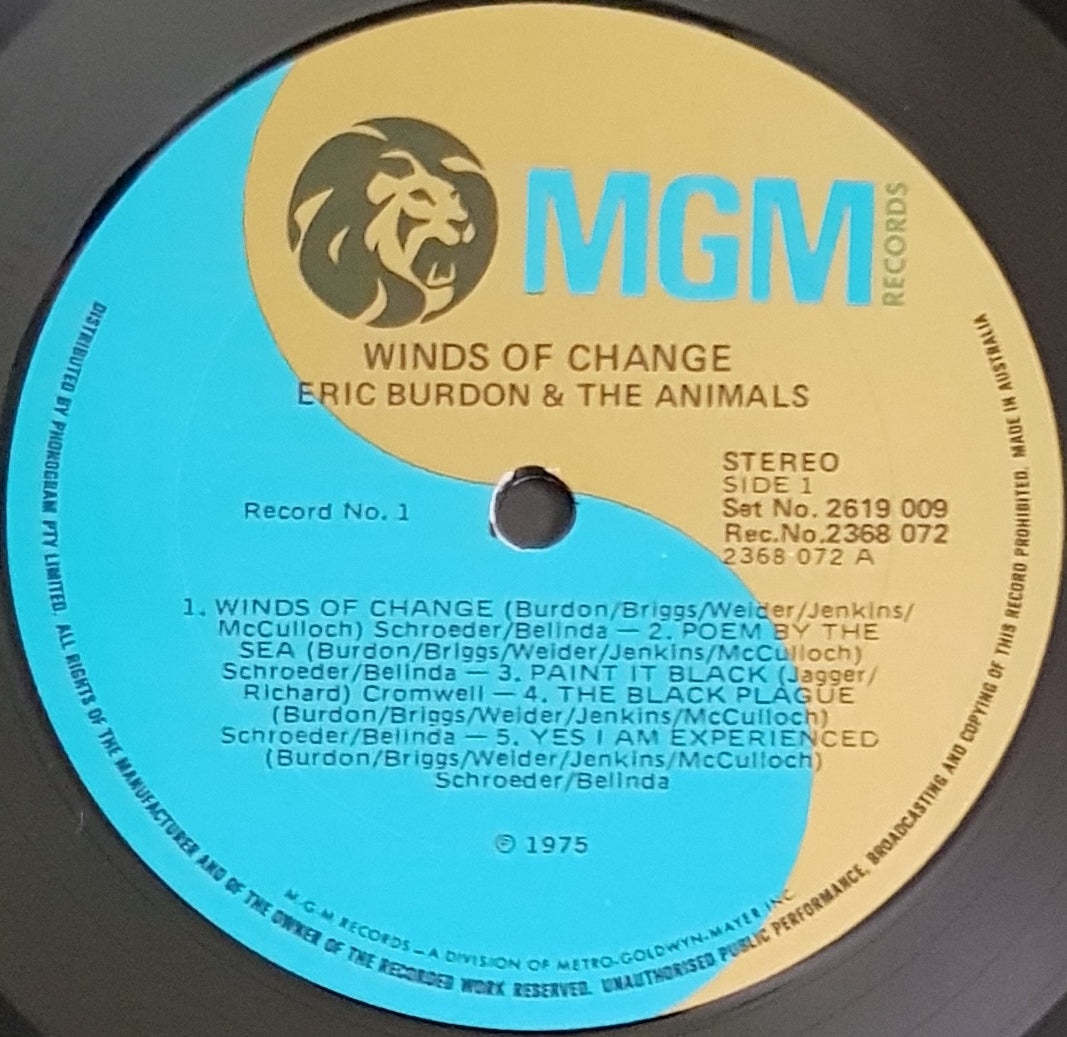 MGM RECORDS
WINDS OF CHANGE
ERIC BURDON & THE ANIMALS
STEREO
SIDE 1
Set No. 2619 009
Rec.No.2368 072
2368 072 A
Record No. 1
1. WINDS OF CHANGE (Burdon/Briggs/Weider/Jenkins/
McCulloch) Schroeder/Belinda — 2. POEM BY THE
SEA (Burdon/Briggs/Weider/Jenkins/McCulloch)
Schroeder/Belinda — 3. PAINT IT BLACK (Jagger/
Richard) Cromwell — 4. THE BLACK PLAGUE
(Burdon/Briggs/Weider/Jenkins/McCulloch)
Schroeder/Belinda — 5. YES I AM EXPERIENCED
(Burdon/Briggs/Weider/Jenkins/McCulloch)
Schroeder/Belinda
℗ 1975
M-G-M RECORDS — A DIVISION OF METRO-GOLDWYN-MAYER INC.
DISTRIBUTED BY PHONOGRAM PTY LIMITED. ALL RIGHTS OF THE MANUFACTURER AND OF THE OWNER OF THE RECORDED WORK RESERVED. UNAUTHORISED PUBLIC PERFORMANCE, BROADCASTING AND COPYING OF THIS RECORD PROHIBITED. MADE IN AUSTRALIA